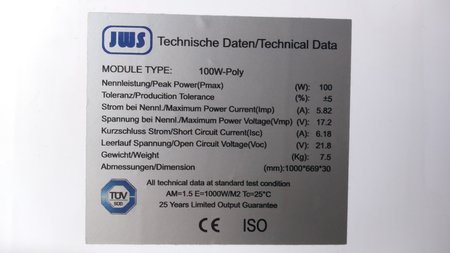 JWS Technische Daten/Technical Data
MODULE TYPE: 100W-Poly
Nennleistung/Peak Power(Pmax) (W): 100
Toleranz/Producition Tolerance (%): ±5
Strom bei Nennl./Maximum Power Current(Imp) (A): 5.82
Spannung bei Nennl./Maximum Power Voltage(Vmp) (V): 17.2
Kurzschluss Strom/Short Circuit Current(Isc) (A): 6.18
Leerlauf Spannung/Open Circuit Voltage(Voc) (V): 21.8
Gewicht/Weight (Kg): 7.5
Abmessungen/Dimension (mm):1000*669*30
All technical data at standard test condition
AM=1.5 E=1000W/M2 Tc=25°C
25 Years Limited Output Guarantee
TÜV
CE ISO